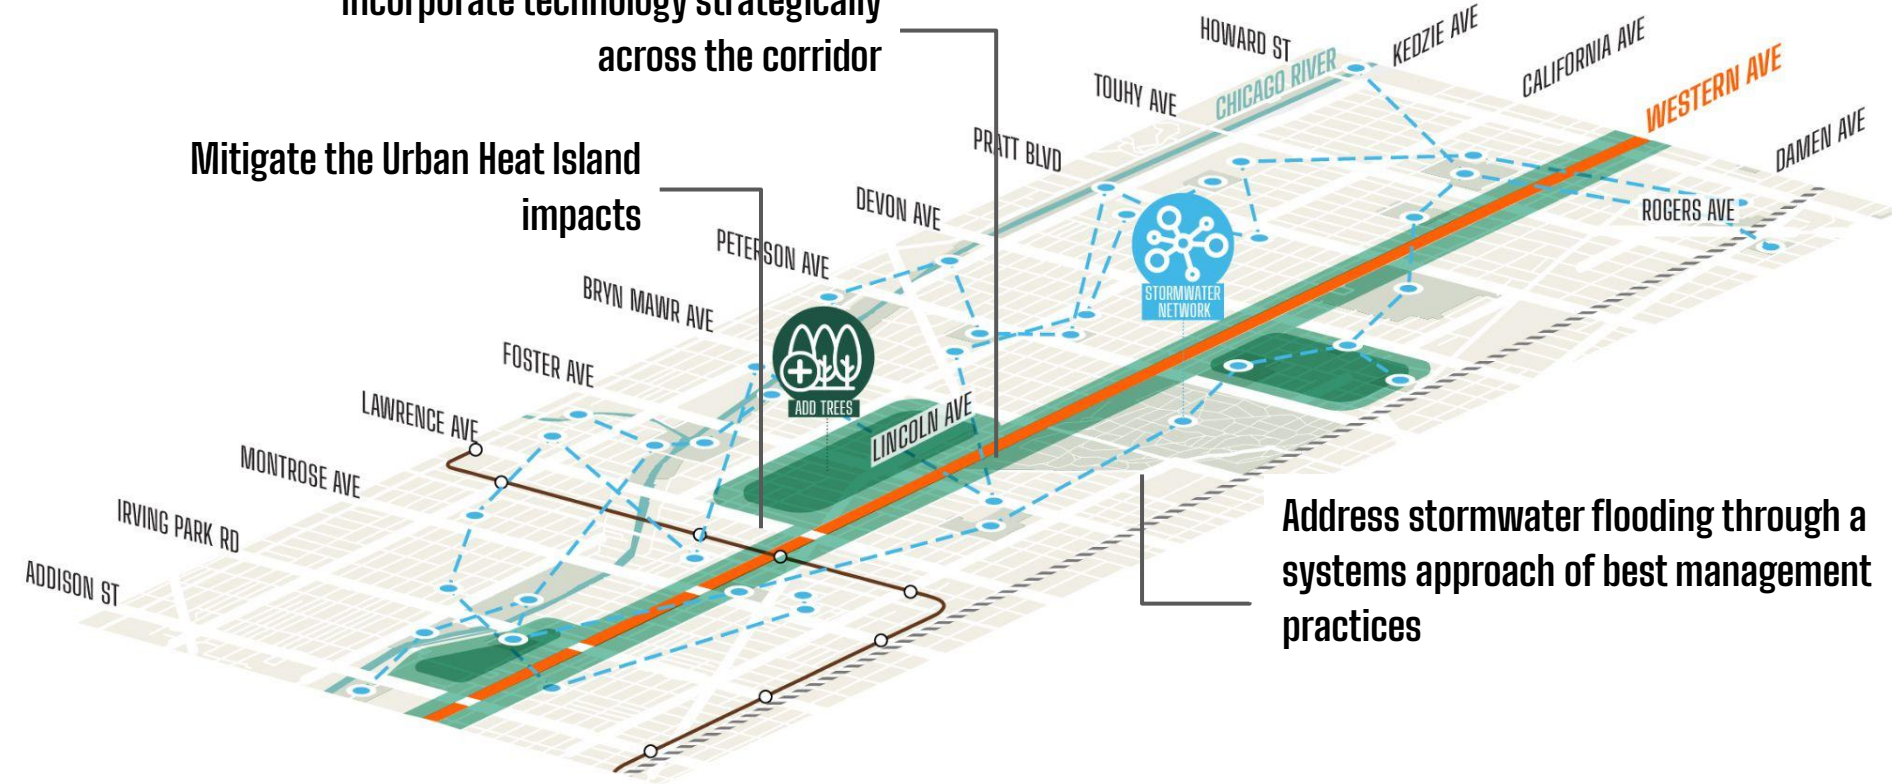 Incorporate technology strategically
across the corridor
Mitigate the Urban Heat Island
impacts
HOWARD ST
KEDZIE AVE
CALIFORNIA AVE
WESTERN AVE
DAMEN AVE
CHICAGO RIVER
TOUHY AVE
PRATT BLVD
DEVON AVE
PETERSON AVE
BRYN MAWR AVE
FOSTER AVE
LAWRENCE AVE
MONTROSE AVE
IRVING PARK RD
ADDISON ST
ROGERS AVE
STORMWATER
NETWORK
ADD TREES
LINCOLN AVE
Address stormwater flooding through a
systems approach of best management
practices